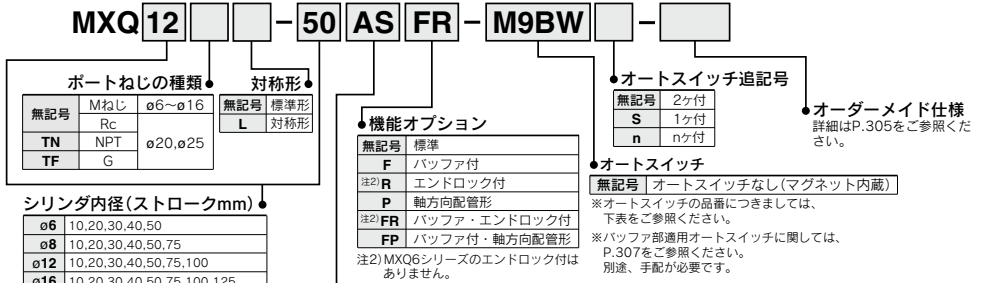 MXQ 12 - 50 AS FR - M9BW -
ポートねじの種類
無記号 Mねじ ø6～ø16
Rc ø20,ø25
TN NPT
TF G
対称形
無記号 標準形
L 対称形
シリンダ内径(ストロークmm)
ø6 10,20,30,40,50
ø8 10,20,30,40,50,75
ø12 10,20,30,40,50,75,100
ø16 10,20,30,40,50,75,100,125
機能オプション
無記号 標準
F バッファ付
注2) R エンドロック付
P 軸方向配管形
注2) FR バッファ・エンドロック付
FP バッファ付・軸方向配管形
注2)MXQ6シリーズのエンドロック付は
ありません。
オートスイッチ追記号
無記号 2ヶ付
S 1ヶ付
n nヶ付
オートスイッチ
無記号 オートスイッチなし(マグネット内蔵)
※オートスイッチの品番につきましては、
下表をご参照ください。
※バッファ部適用オートスイッチに関しては、
P.307をご参照ください。
別途、手配が必要です。
オーダーメイド仕様
詳細はP.305をご参照くだ
さい。